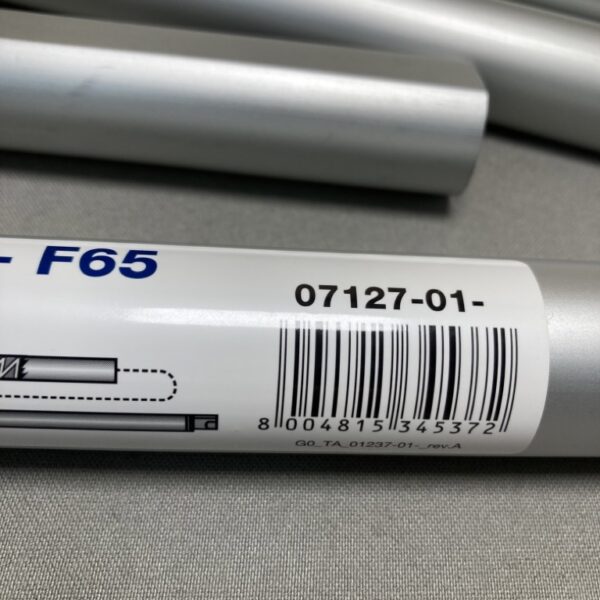 - F65
07127-01-
8 004815 345372
G0_TA_01237-01-_rev.A